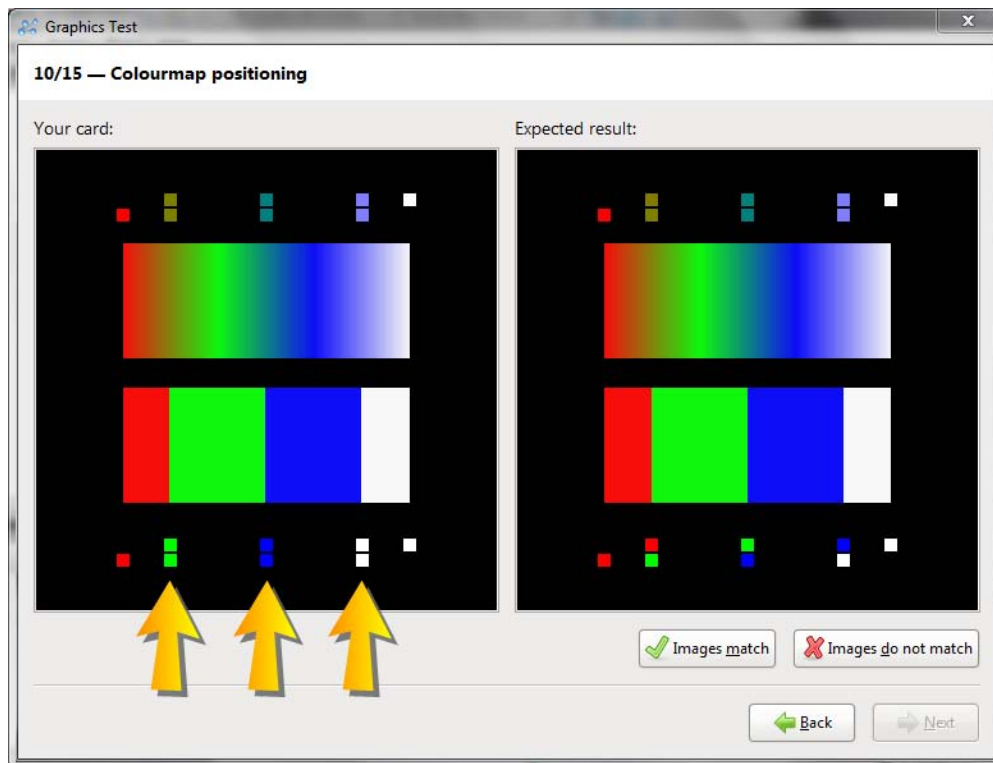 Graphics Test
10/15 — Colourmap positioning
Your card:
Expected result:
Images match
Images do not match
Back
Next